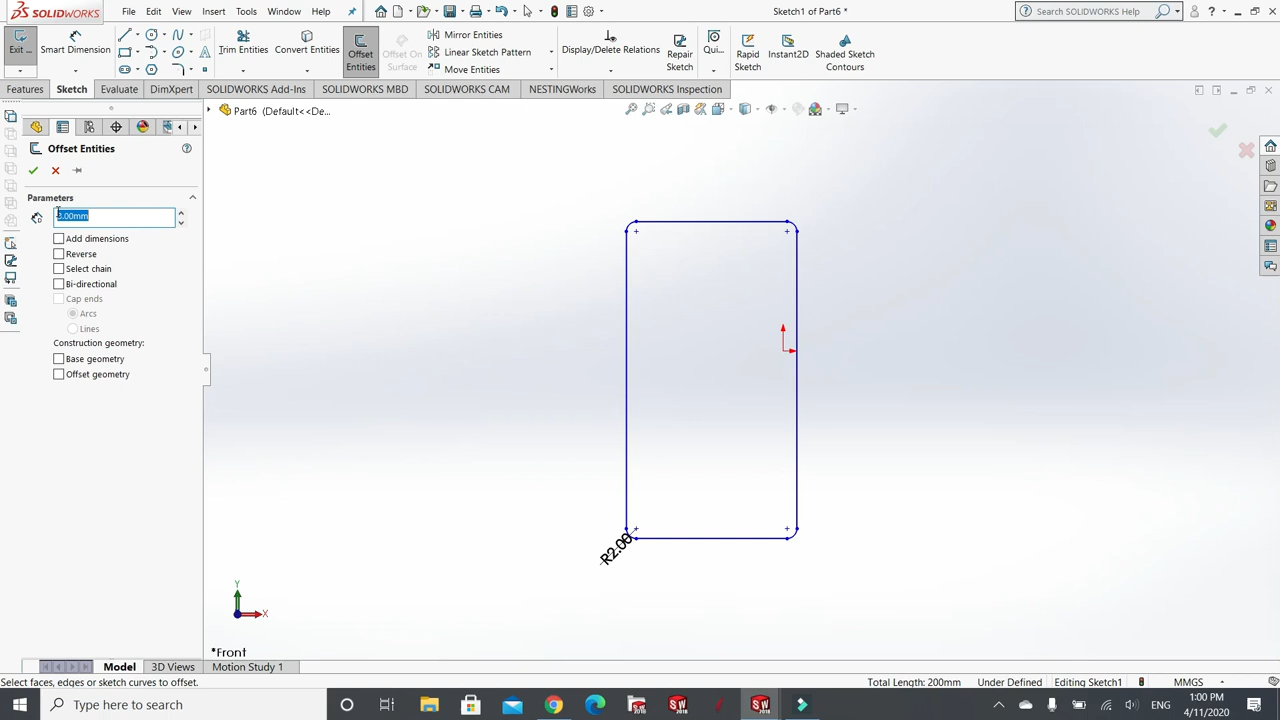 SOLIDWORKS
File Edit View Insert Tools Window Help
Sketch1 of Part6 *
Search SOLIDWORKS Help
Exit ...
Smart Dimension
Trim Entities
Convert Entities
Offset Entities
Offset On Surface
Mirror Entities
Linear Sketch Pattern
Move Entities
Display/Delete Relations
Repair Sketch
Qui...
Rapid Sketch
Instant2D
Shaded Sketch Contours
Features Sketch Evaluate DimXpert SOLIDWORKS Add-Ins SOLIDWORKS MBD SOLIDWORKS CAM NESTINGWorks SOLIDWORKS Inspection
Part6 (Default<<De...
Offset Entities
Parameters
3.00mm
Add dimensions
Reverse
Select chain
Bi-directional
Cap ends
Arcs
Lines
Construction geometry:
Base geometry
Offset geometry
R2.00
Y
X
*Front
Model 3D Views Motion Study 1
Select faces, edges or sketch curves to offset.
Total Length: 200mm Under Defined Editing Sketch1 MMGS
Type here to search
ENG
1:00 PM
4/11/2020